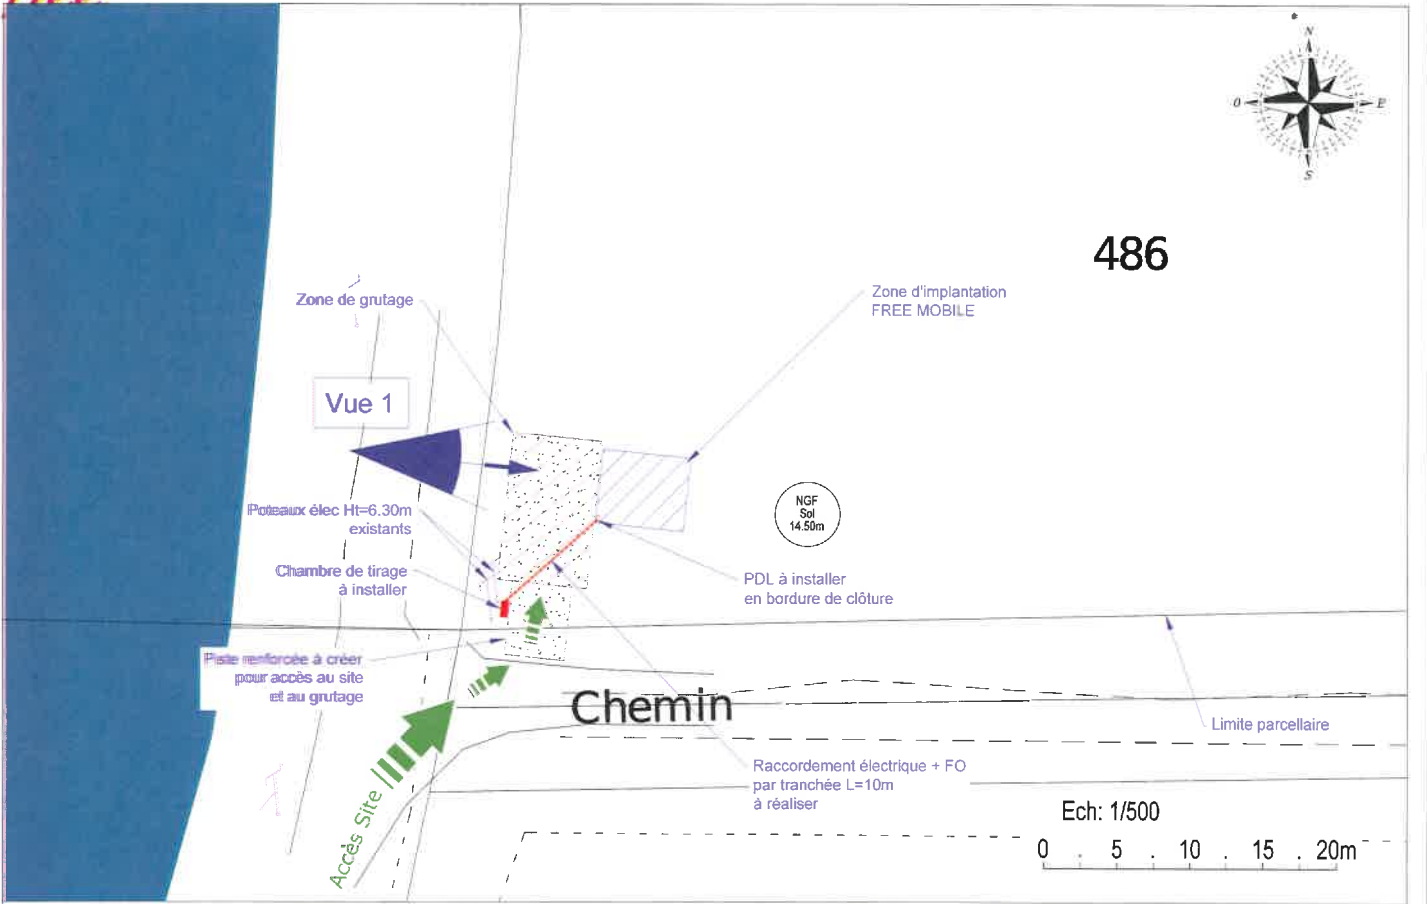 N
O
E
S
486
Zone de grutage
Zone d'implantation
FREE MOBILE
Vue 1
Poteaux élec Ht=6.30m
existants
NGF
Sol
14.50m
Chambre de tirage
à installer
PDL à installer
en bordure de clôture
Piste renforcée à créer
pour accès au site
et au grutage
Chemin
Limite parcellaire
Raccordement électrique + FO
par tranchée L=10m
à réaliser
Accès Site
Ech: 1/500
0 . 5 . 10 . 15 . 20m